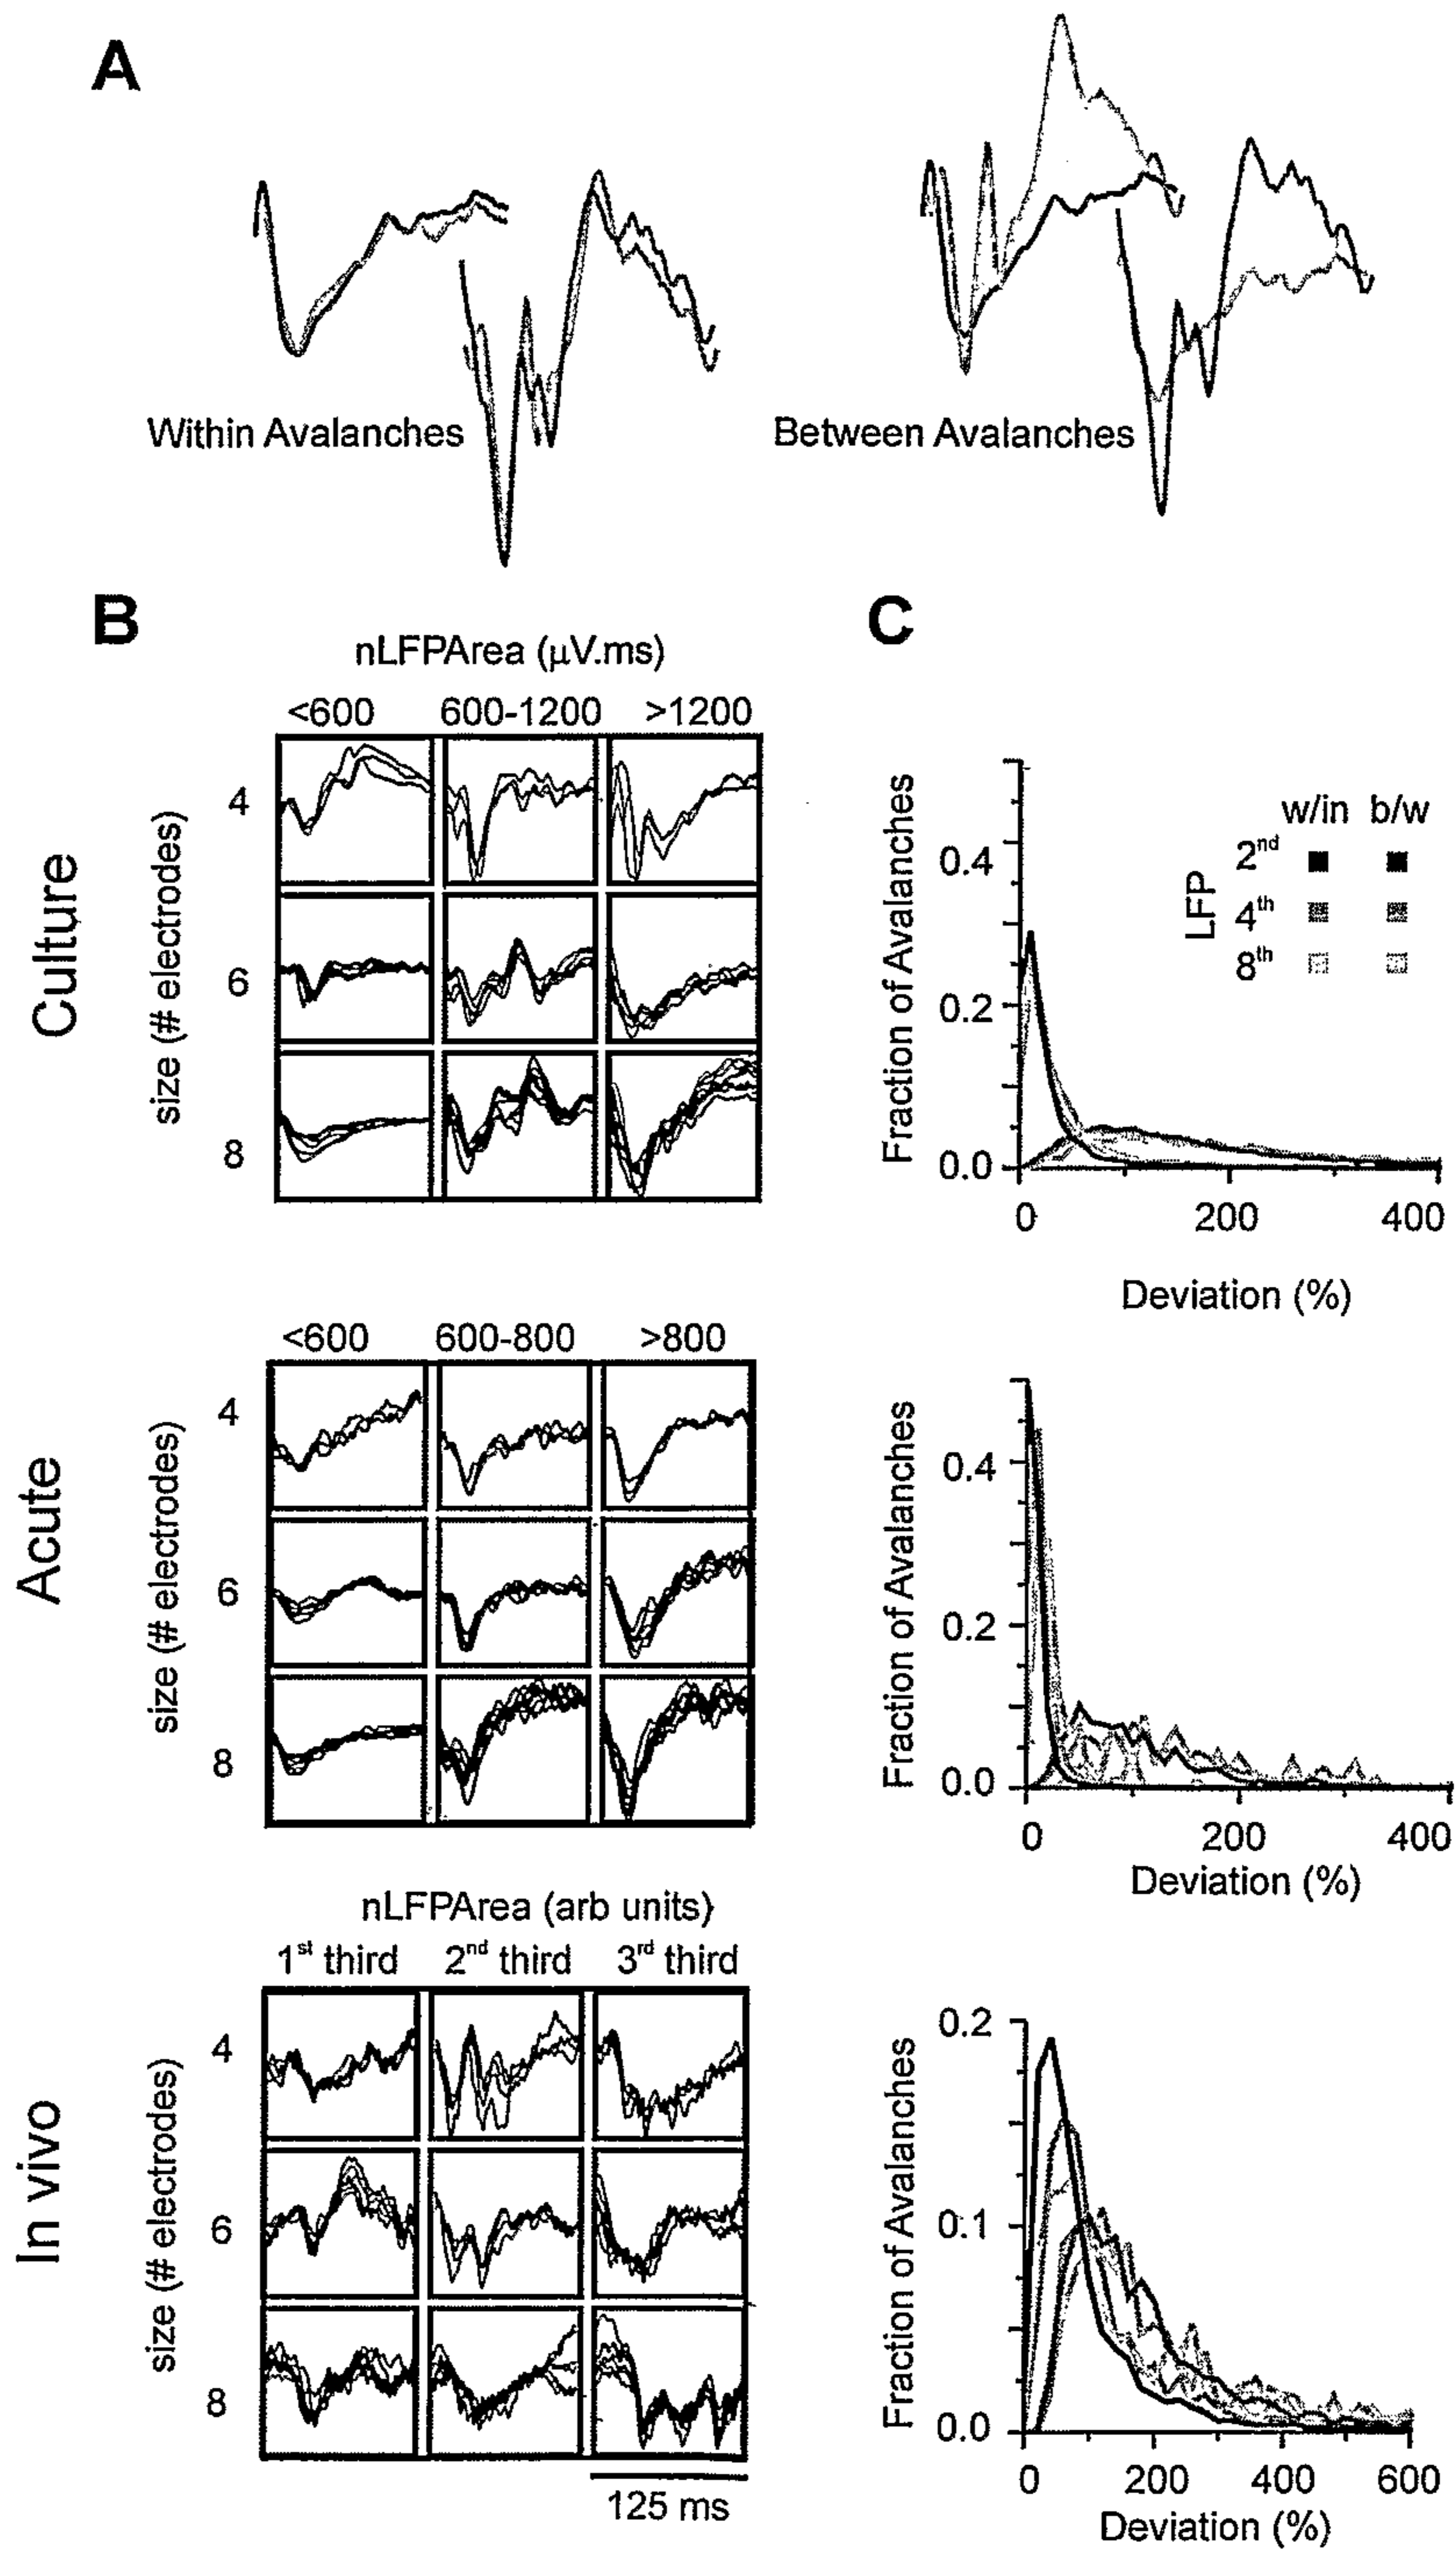 A
Within Avalanches
Between Avalanches
B
nLFPArea (µV.ms)
<600 600-1200 >1200
Culture
size (# electrodes)
4
6
8
C
Fraction of Avalanches
0.4
0.2
0.0
0 200 400
Deviation (%)
w/in b/w
LFP
2nd
4th
8th
Acute
<600 600-800 >800
size (# electrodes)
4
6
8
Fraction of Avalanches
0.4
0.2
0.0
0 200 400
Deviation (%)
In vivo
nLFPArea (arb units)
1st third 2nd third 3rd third
size (# electrodes)
4
6
8
125 ms
Fraction of Avalanches
0.2
0.1
0.0
0 200 400 600
Deviation (%)